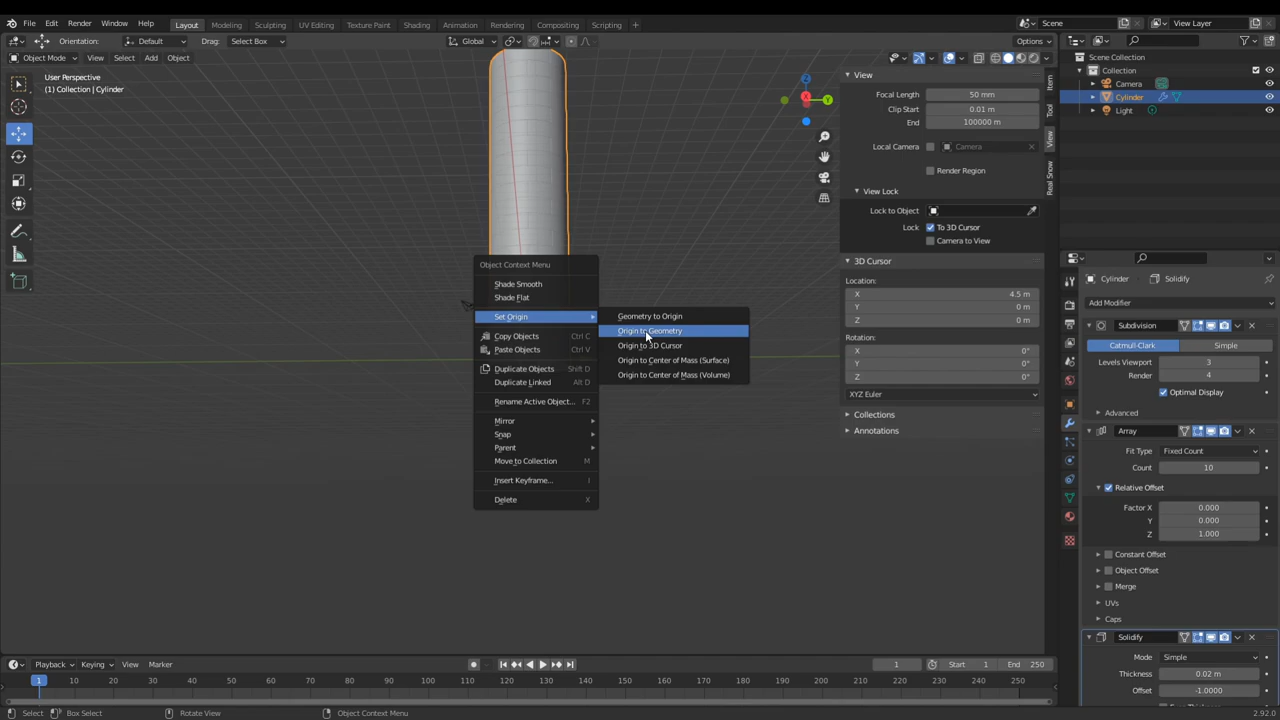 File Edit Render Window Help Layout Modeling Sculpting UV Editing Texture Paint Shading Animation Rendering Compositing Scripting + Scene View Layer
Orientation: Default Drag: Select Box Global Options
Object Mode View Select Add Object
User Perspective
(1) Collection | Cylinder
X Y Z
View
Focal Length 50 mm
Clip Start 0.01 m
End 100000 m
Local Camera Camera
Render Region
View Lock
Lock to Object
Lock To 3D Cursor
Camera to View
3D Cursor
Location:
X 4.5 m
Y 0 m
Z 0 m
Rotation:
X 0°
Y 0°
Z 0°
XYZ Euler
Collections
Annotations
Item
Tool
View
Real Snow
Scene Collection
Collection
Camera
Cylinder
Light
Cylinder Solidify
Add Modifier
Subdivision
Catmull-Clark Simple
Levels Viewport 3
Render 4
Optimal Display
Advanced
Array
Fit Type Fixed Count
Count 10
Relative Offset
Factor X 0.000
Y 0.000
Z 1.000
Constant Offset
Object Offset
Merge
UVs
Caps
Solidify
Mode Simple
Thickness 0.02 m
Offset -1.0000
Object Context Menu
Shade Smooth
Shade Flat
Set Origin
Copy Objects Ctrl C
Paste Objects Ctrl V
Duplicate Objects Shift D
Duplicate Linked Alt D
Rename Active Object... F2
Mirror
Snap
Parent
Move to Collection M
Insert Keyframe... I
Delete X
Geometry to Origin
Origin to Geometry
Origin to 3D Cursor
Origin to Center of Mass (Surface)
Origin to Center of Mass (Volume)
Playback Keying View Marker 1 Start 1 End 250
1 10 20 30 40 50 60 70 80 90 100 110 120 130 140 150 160 170 180 190 200 210 220 230 240 250
Select Box Select Rotate View Object Context Menu 2.92.0